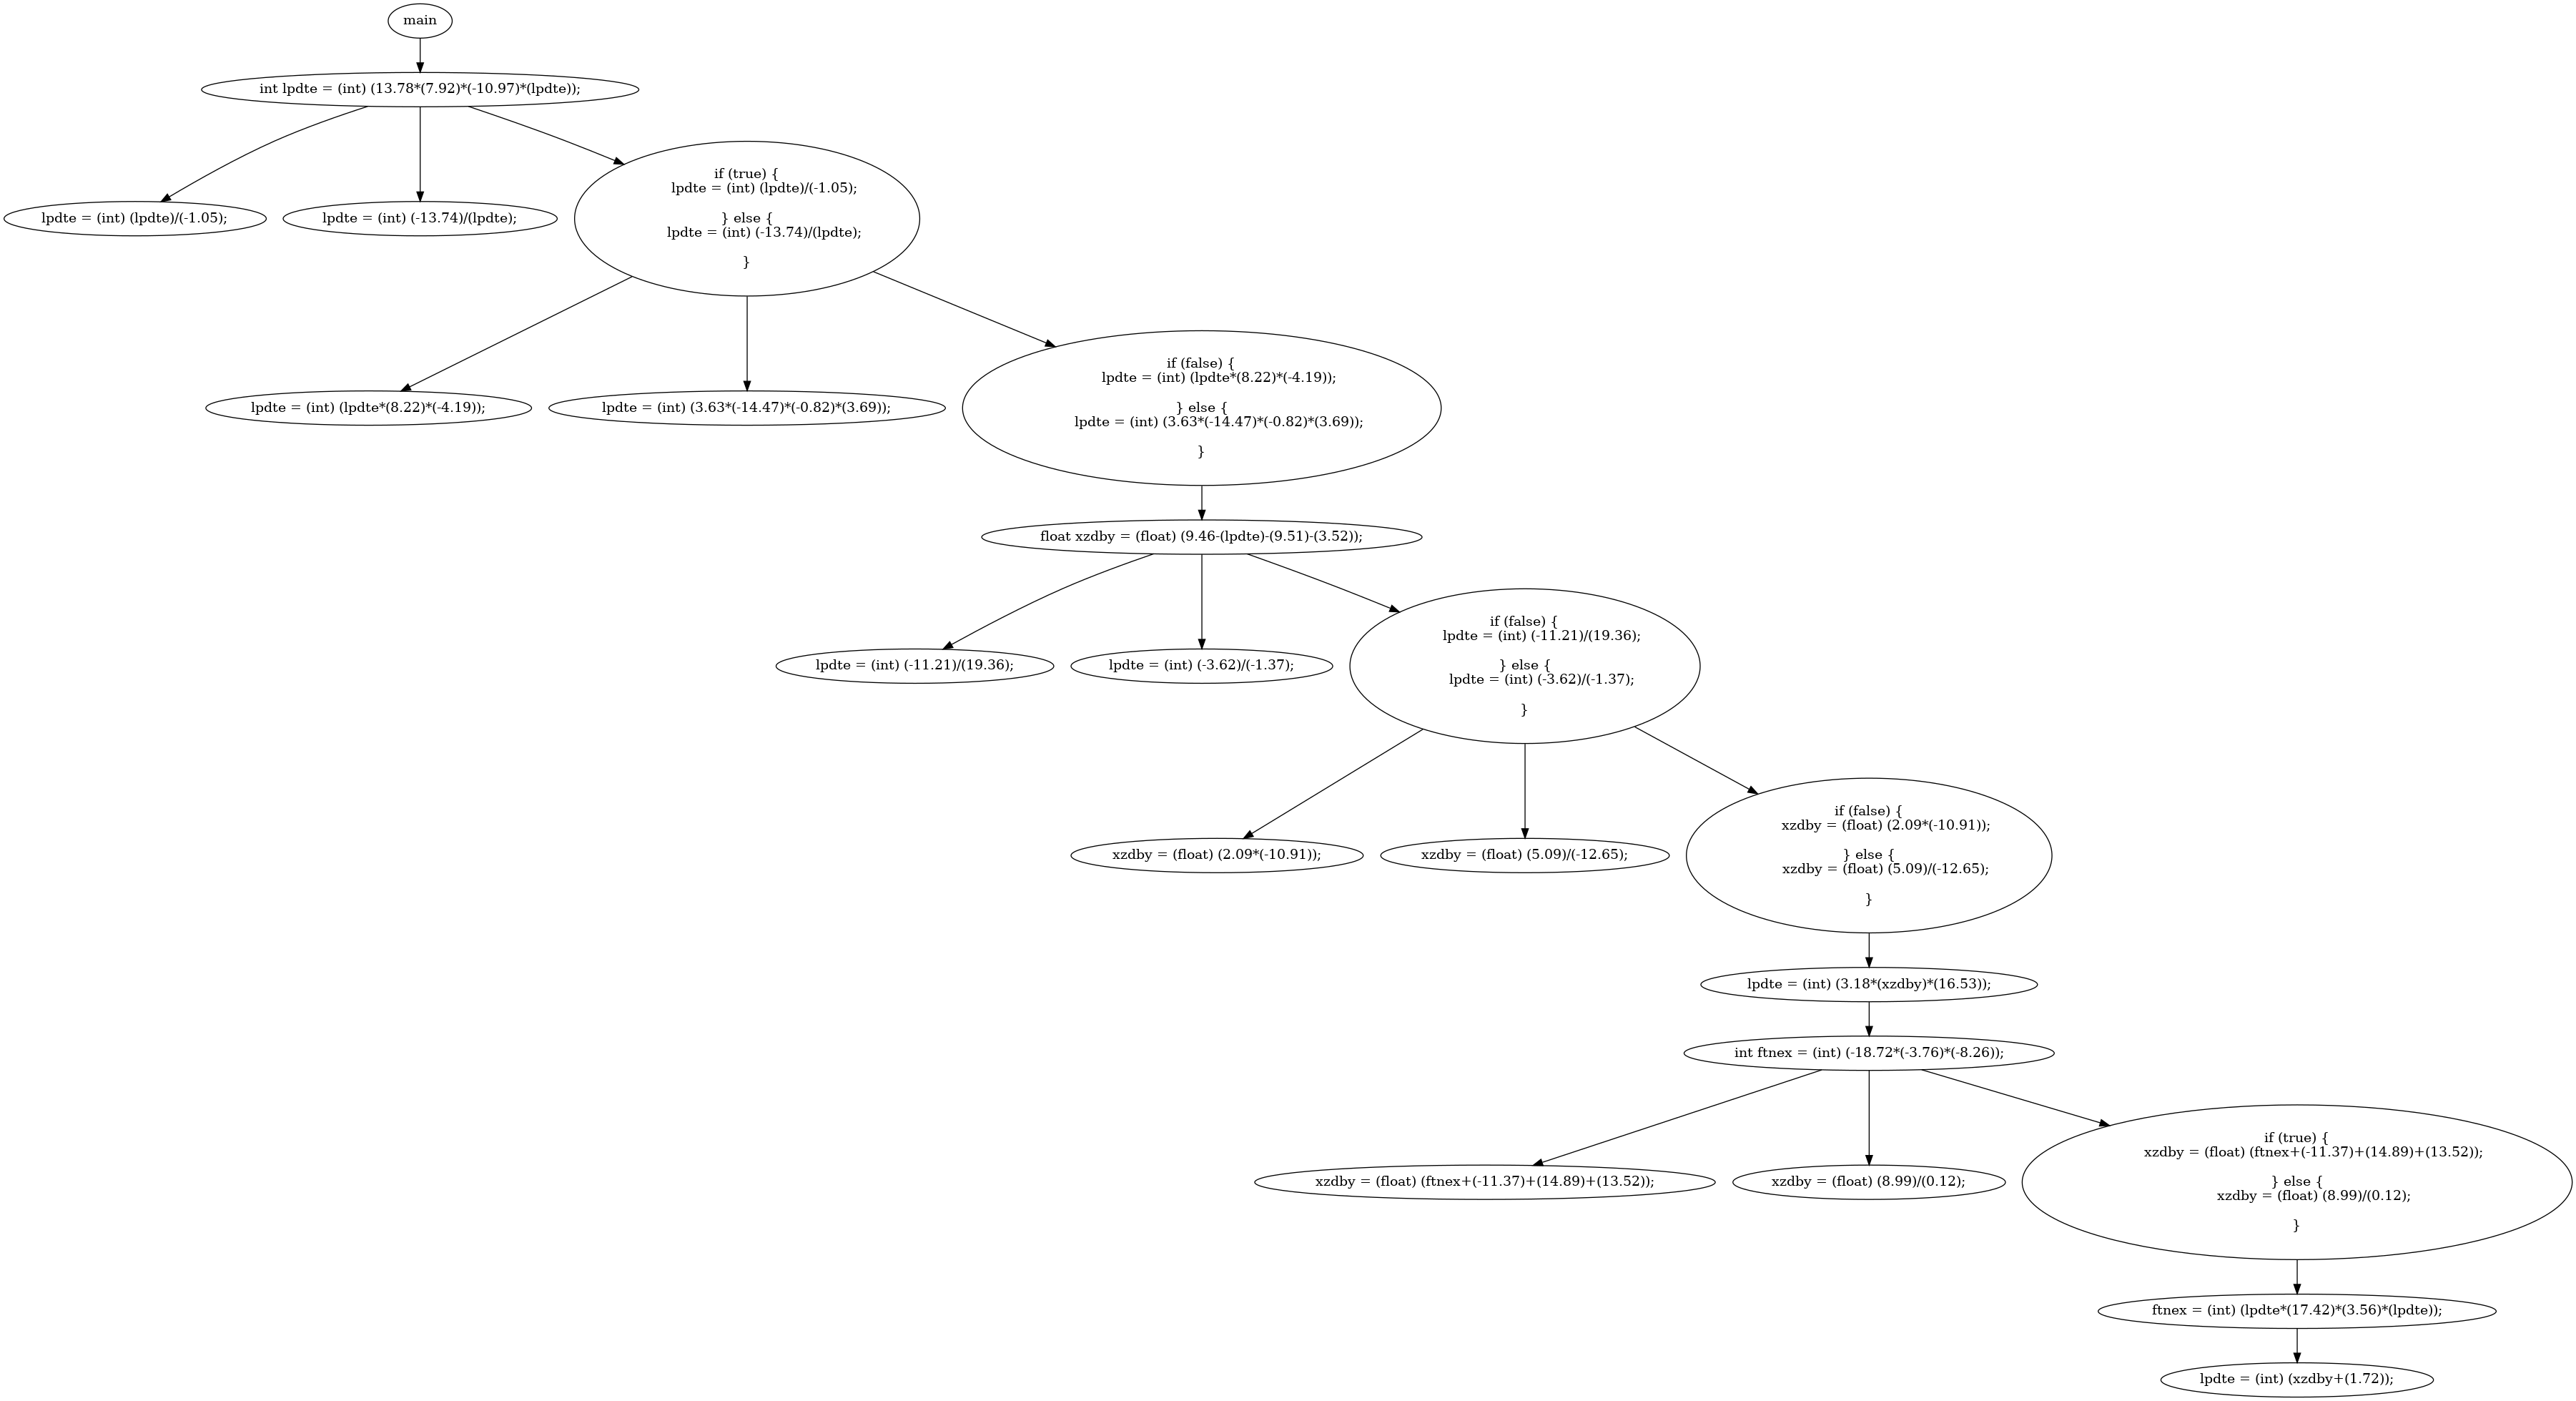 main
int lpdte = (int) (13.78*(7.92)*(-10.97)*(lpdte));
lpdte = (int) (lpdte)/(-1.05);
lpdte = (int) (-13.74)/(lpdte);
if (true) {
lpdte = (int) (lpdte)/(-1.05);
} else {
lpdte = (int) (-13.74)/(lpdte);
}
lpdte = (int) (lpdte*(8.22)*(-4.19));
lpdte = (int) (3.63*(-14.47)*(-0.82)*(3.69));
if (false) {
lpdte = (int) (lpdte*(8.22)*(-4.19));
} else {
lpdte = (int) (3.63*(-14.47)*(-0.82)*(3.69));
}
float xzdby = (float) (9.46-(lpdte)-(9.51)-(3.52));
lpdte = (int) (-11.21)/(19.36);
lpdte = (int) (-3.62)/(-1.37);
if (false) {
lpdte = (int) (-11.21)/(19.36);
} else {
lpdte = (int) (-3.62)/(-1.37);
}
xzdby = (float) (2.09*(-10.91));
xzdby = (float) (5.09)/(-12.65);
if (false) {
xzdby = (float) (2.09*(-10.91));
} else {
xzdby = (float) (5.09)/(-12.65);
}
lpdte = (int) (3.18*(xzdby)*(16.53));
int ftnex = (int) (-18.72*(-3.76)*(-8.26));
xzdby = (float) (ftnex+(-11.37)+(14.89)+(13.52));
xzdby = (float) (8.99)/(0.12);
if (true) {
xzdby = (float) (ftnex+(-11.37)+(14.89)+(13.52));
} else {
xzdby = (float) (8.99)/(0.12);
}
ftnex = (int) (lpdte*(17.42)*(3.56)*(lpdte));
lpdte = (int) (xzdby+(1.72));